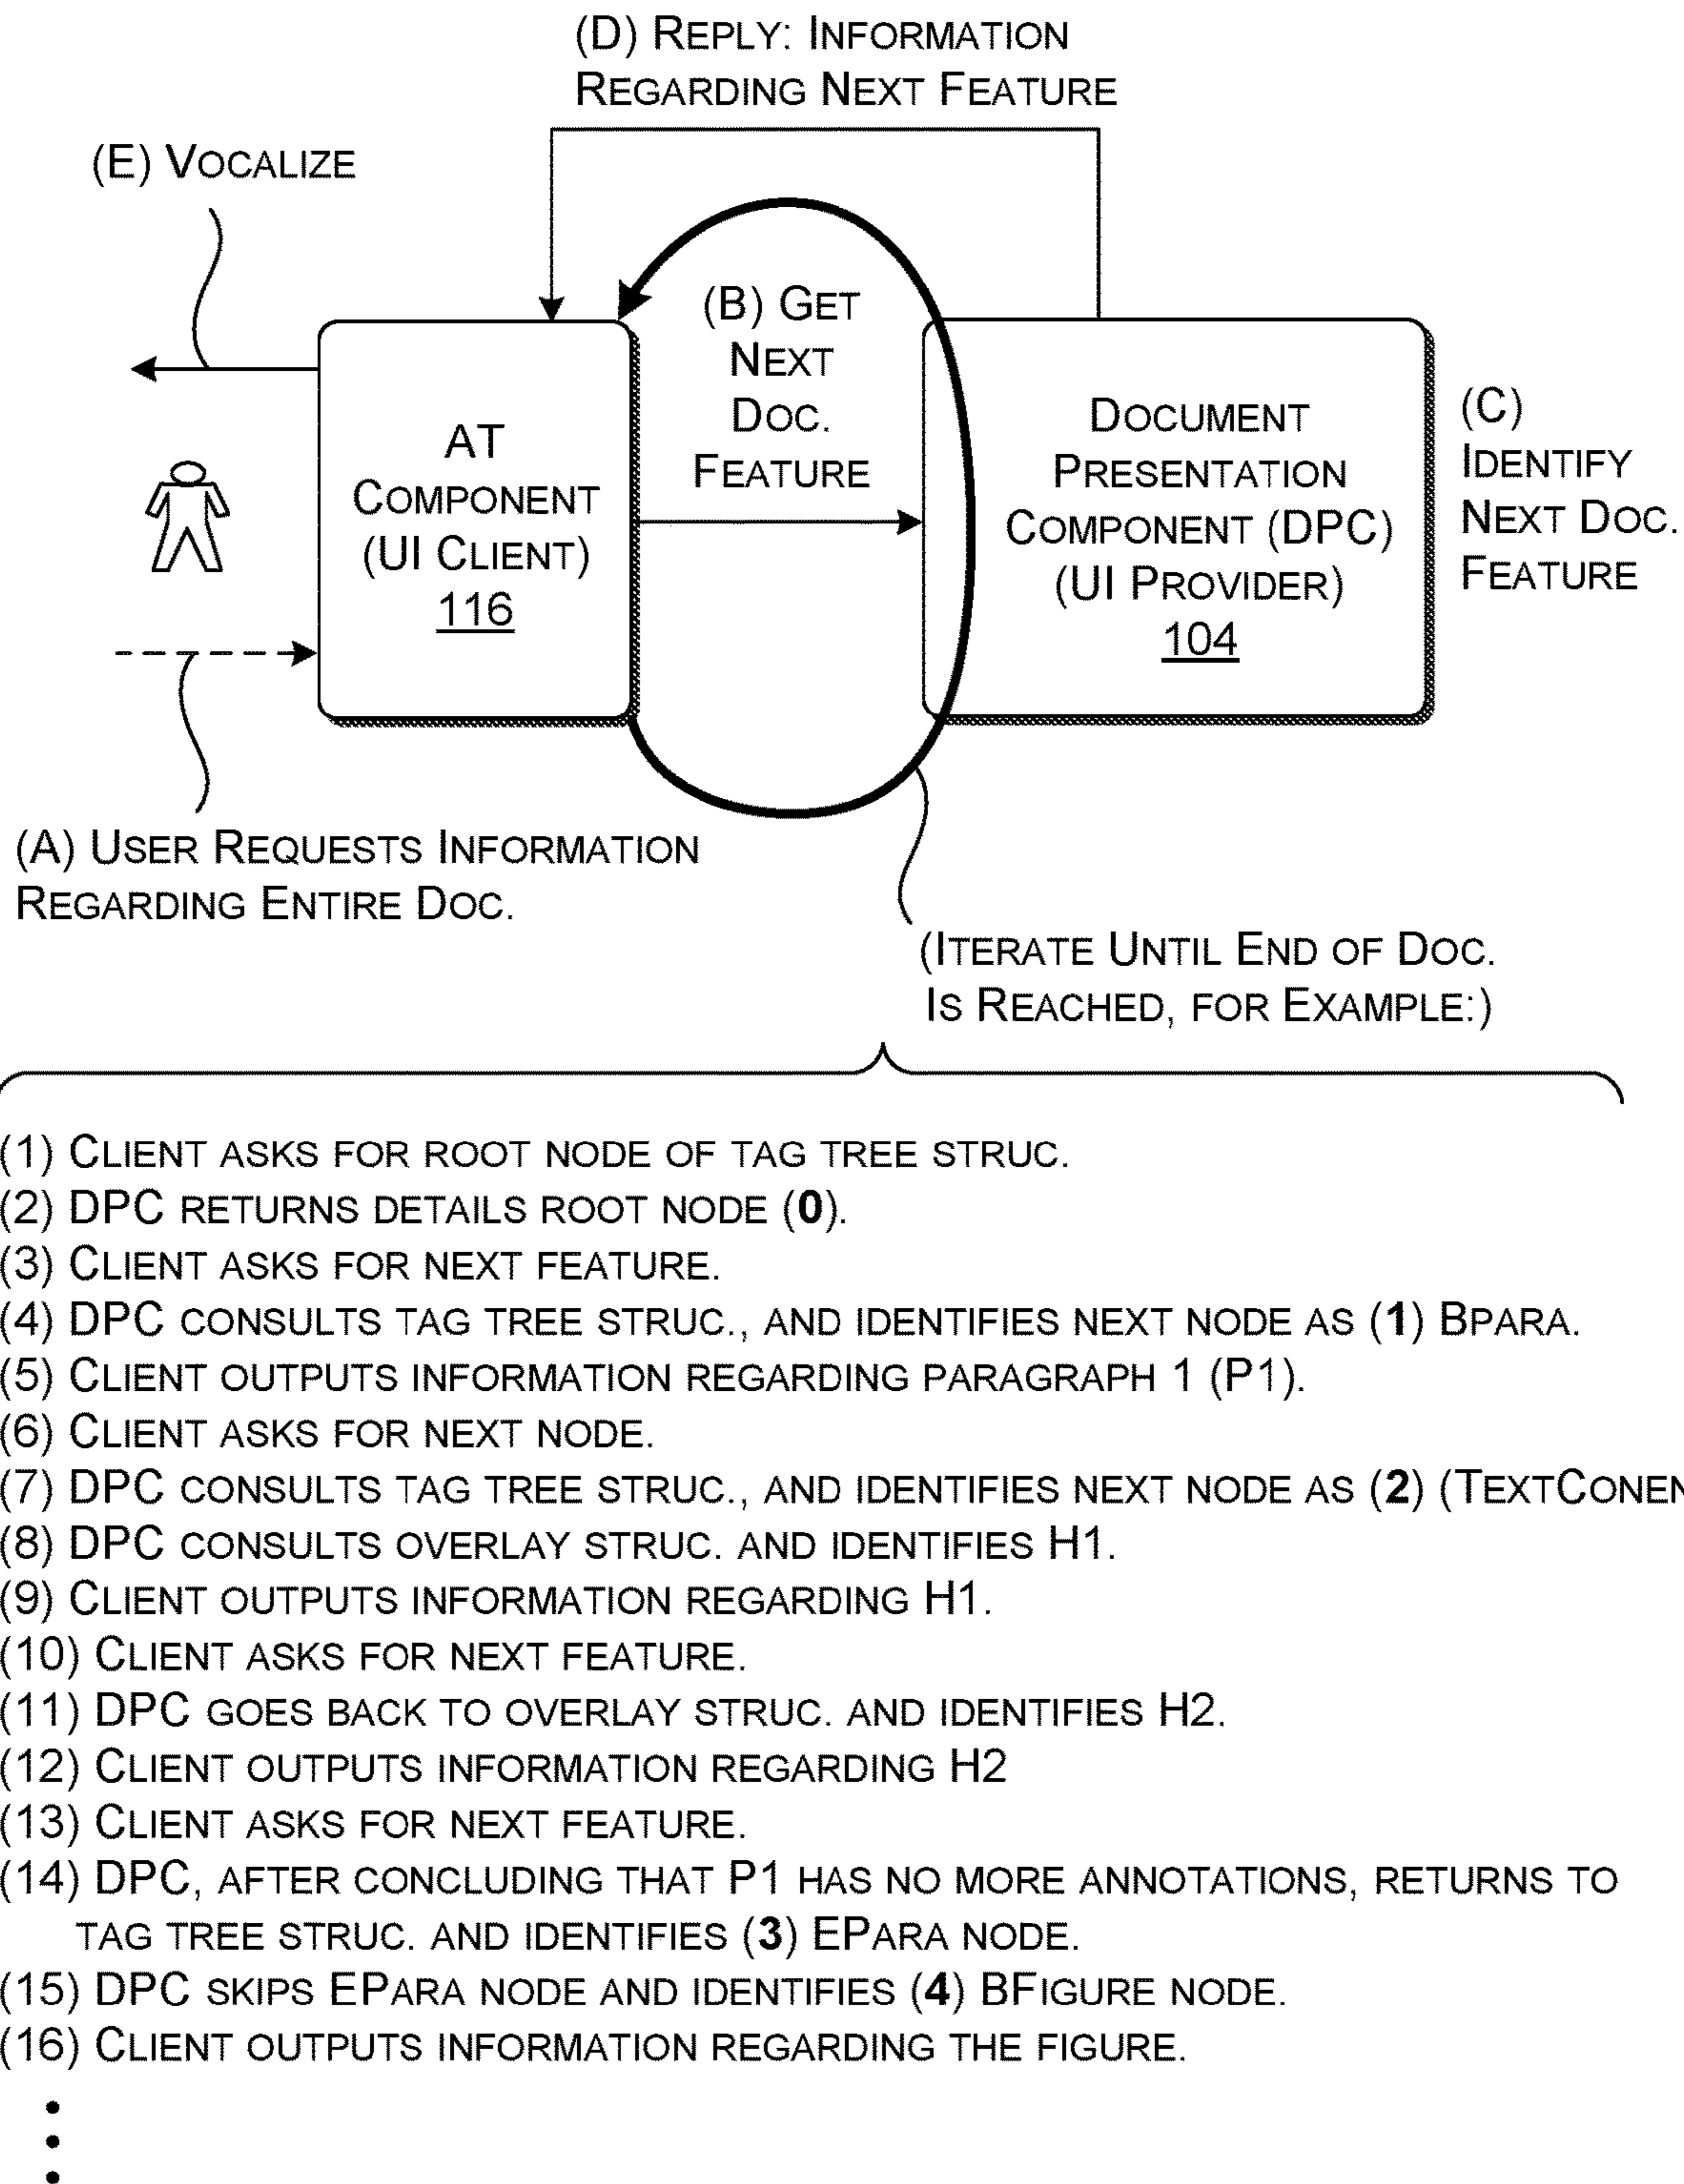 (D) Reply: Information
Regarding Next Feature
(E) Vocalize
(B) Get
Next
Doc.
Feature
AT
Component
(UI Client)
116
Document
Presentation
Component (DPC)
(UI Provider)
104
(C)
Identify
Next Doc.
Feature
(A) User Requests Information
Regarding Entire Doc.
(Iterate Until End of Doc.
Is Reached, for Example:)
(1) Client asks for root node of tag tree struc.
(2) DPC returns details root node (0).
(3) Client asks for next feature.
(4) DPC consults tag tree struc., and identifies next node as (1) Bpara.
(5) Client outputs information regarding paragraph 1 (P1).
(6) Client asks for next node.
(7) DPC consults tag tree struc., and identifies next node as (2)
(8) DPC consults overlay struc. and identifies H1.
(9) Client outputs information regarding H1.
(10) Client asks for next feature.
(11) DPC goes back to overlay struc. and identifies H2.
(12) Client outputs information regarding H2
(13) Client asks for next feature.
(14) DPC, after concluding that P1 has no more annotations, returns to
tag tree struc. and identifies (3) EPara node.
(15) DPC skips EPara node and identifies (4) BFigure node.
(16) Client outputs information regarding the figure.